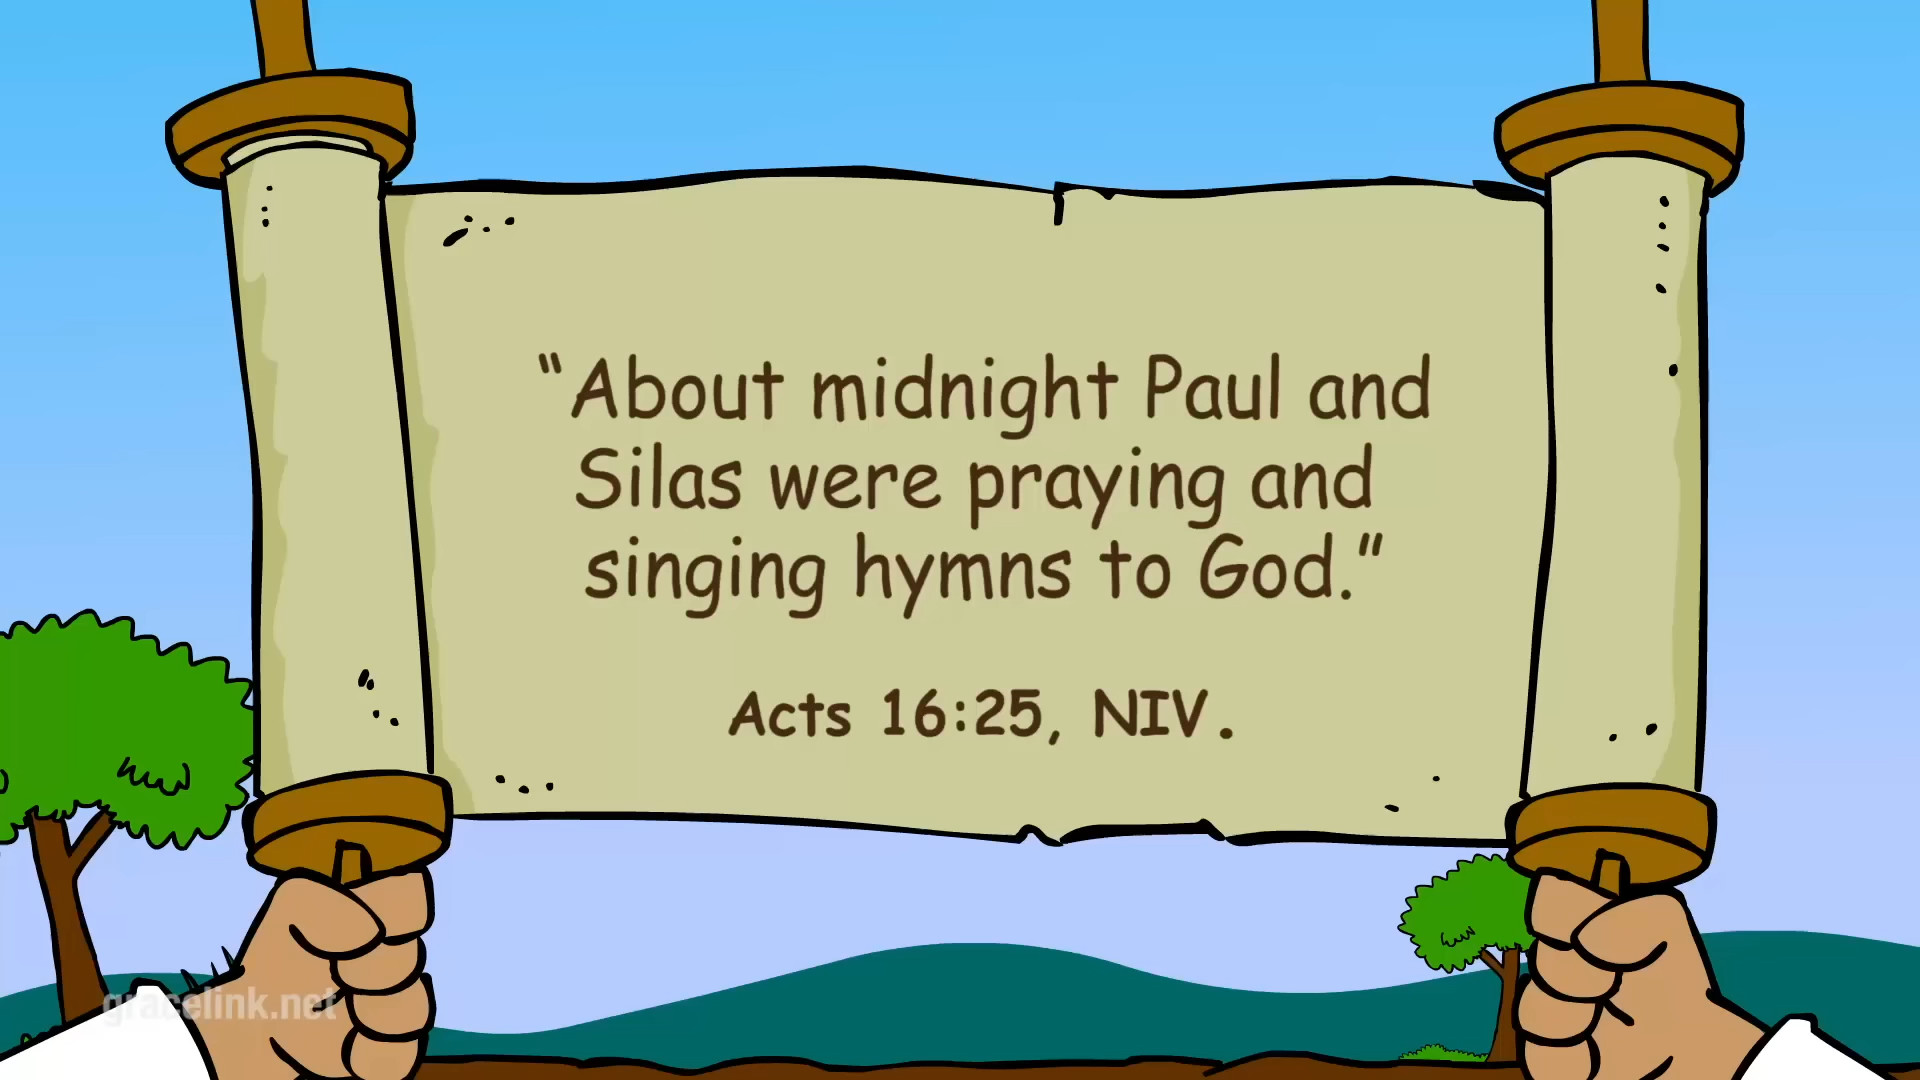 “About midnight Paul and
Silas were praying and
singing hymns to God.”
Acts 16:25, NIV.
gracelink.net